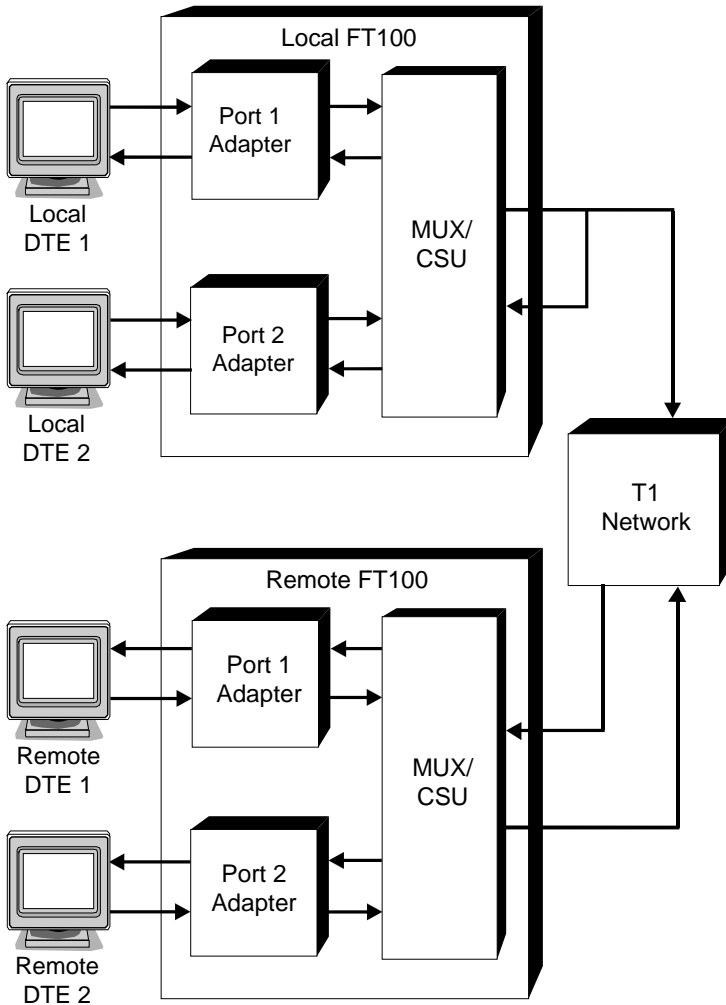 Local FT100
Port 1
Adapter
Local
DTE 1
MUX/
CSU
Port 2
Adapter
Local
DTE 2
T1
Network
Remote FT100
Port 1
Adapter
Remote
DTE 1
MUX/
CSU
Port 2
Adapter
Remote
DTE 2